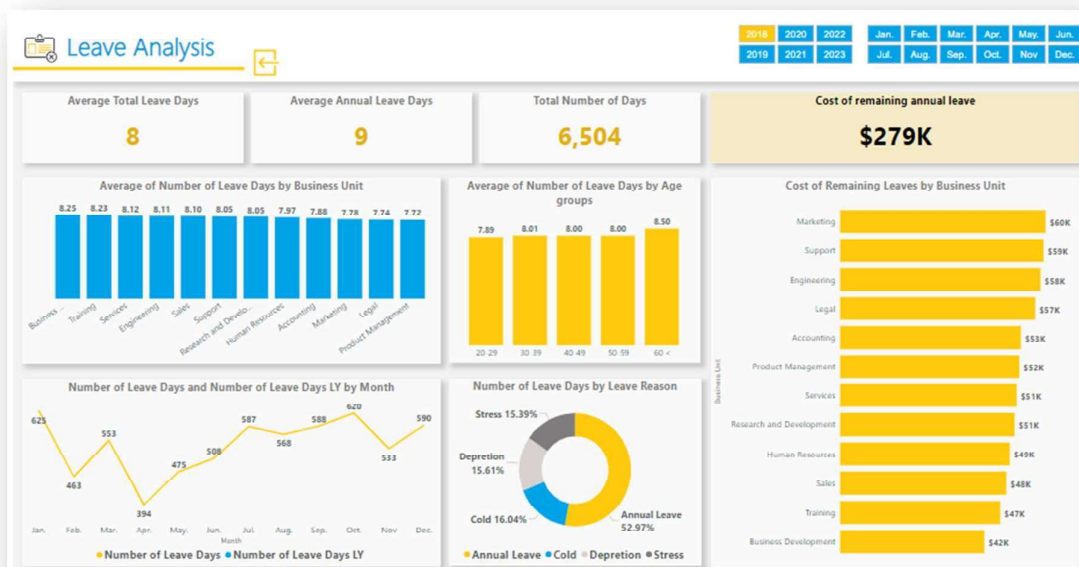 Leave Analysis
2018 2020 2022
2019 2021 2023
Jan. Feb. Mar. Apr. May. Jun.
Jul. Aug. Sep. Oct. Nov Dec.
Average Total Leave Days
8
Average Annual Leave Days
9
Total Number of Days
6,504
Cost of remaining annual leave
$279K
Average of Number of Leave Days by Business Unit
8.25 8.23 8.12 8.11 8.10 8.05 8.05 7.97 7.88 7.78 7.74 7.72
Business ...
Training
Services
Engineering
Sales
Support
Research and Develo...
Human Resources
Accounting
Marketing
Legal
Product Management
Average of Number of Leave Days by Age
groups
7.89 8.01 8.00 8.00 8.50
20-29 30-39 40-49 50-59 60 <
Cost of Remaining Leaves by Business Unit
Business Unit
Marketing $60K
Support $59K
Engineering $58K
Legal $57K
Accounting $53K
Product Management $52K
Services $51K
Research and Development $51K
Human Resources $49K
Sales $48K
Training $47K
Business Development $42K
Number of Leave Days and Number of Leave Days LY by Month
625 463 553 394 475 508 587 568 588 620 533 590
Jan. Feb. Mar. Apr. May. Jun. Jul. Aug. Sep. Oct. Nov Dec.
Month
Number of Leave Days Number of Leave Days LY
Number of Leave Days by Leave Reason
Stress 15.39%
Depretion
15.61%
Cold 16.04%
Annual Leave
52.97%
Annual Leave Cold Depretion Stress